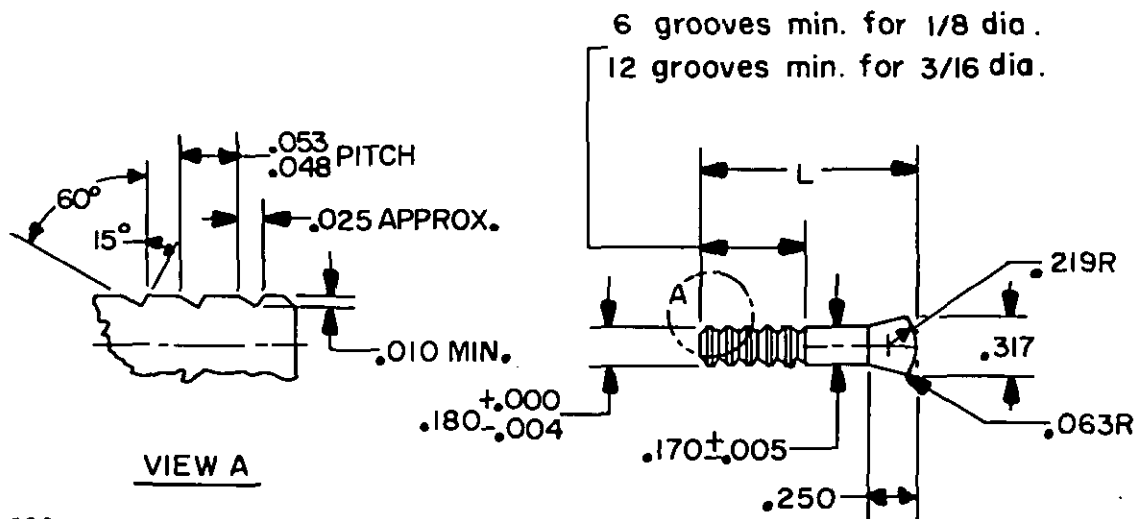 6 grooves min. for 1/8 dia.
12 grooves min. for 3/16 dia.
.053
.048 PITCH
60°
15°
.025 APPROX.
.010 MIN.
VIEW A
L
A
.219R
.317
.063R
.180 +.000
-.004
.170±.005
.250